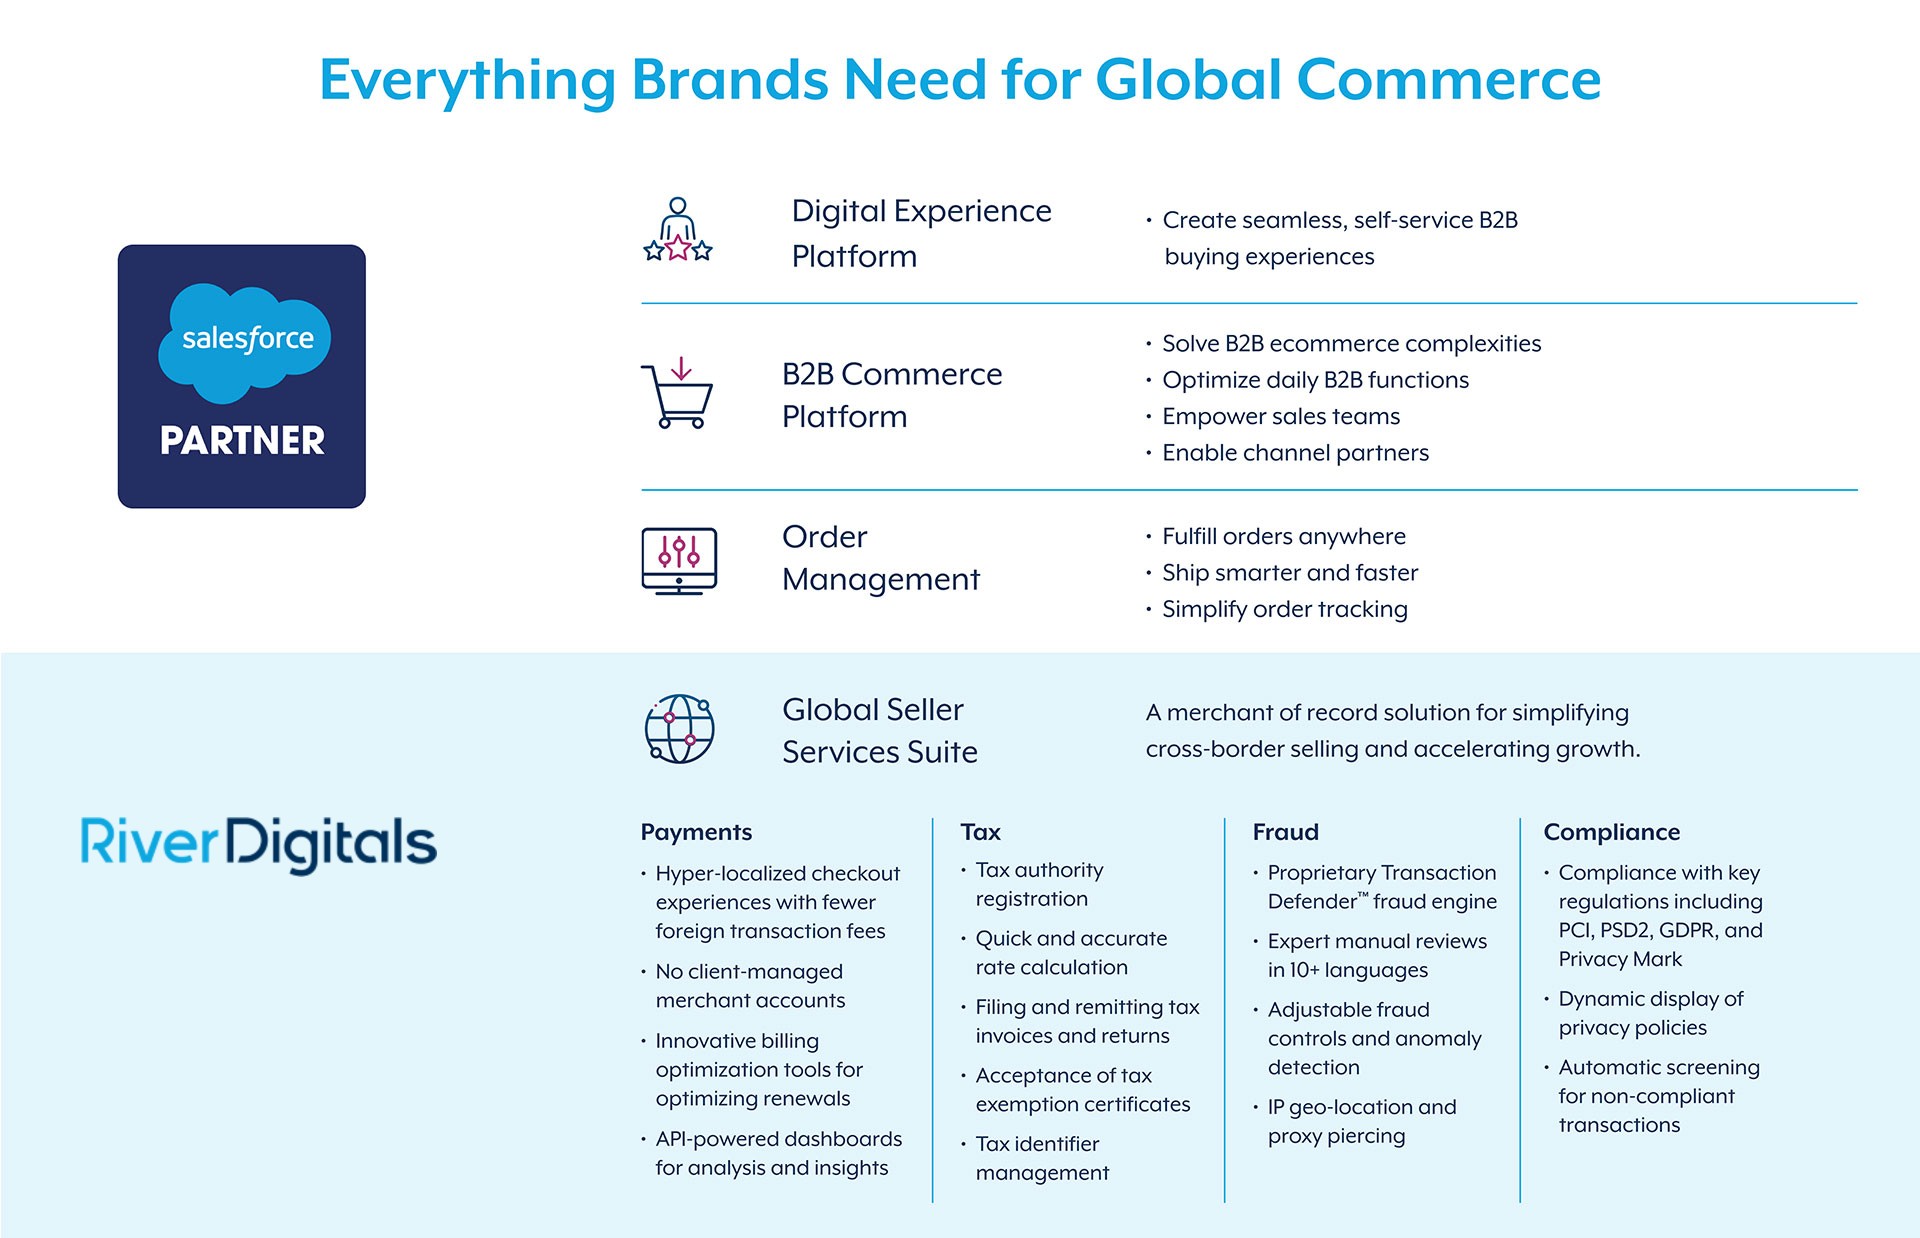 Everything Brands Need for Global Commerce
salesforce
PARTNER
Digital Experience
Platform
• Create seamless, self-service B2B
buying experiences
B2B Commerce
Platform
• Solve B2B ecommerce complexities
• Optimize daily B2B functions
• Empower sales teams
• Enable channel partners
Order
Management
• Fulfill orders anywhere
• Ship smarter and faster
• Simplify order tracking
RiverDigitals
Global Seller
Services Suite
A merchant of record solution for simplifying
cross-border selling and accelerating growth.
Payments
• Hyper-localized checkout
experiences with fewer
foreign transaction fees
• No client-managed
merchant accounts
• Innovative billing
optimization tools for
optimizing renewals
• API-powered dashboards
for analysis and insights
Tax
• Tax authority
registration
• Quick and accurate
rate calculation
• Filing and remitting tax
invoices and returns
• Acceptance of tax
exemption certificates
• Tax identifier
management
Fraud
• Proprietary Transaction
Defender™ fraud engine
• Expert manual reviews
in 10+ languages
• Adjustable fraud
controls and anomaly
detection
• IP geo-location and
proxy piercing
Compliance
• Compliance with key
regulations including
PCI, PSD2, GDPR, and
Privacy Mark
• Dynamic display of
privacy policies
• Automatic screening
for non-compliant
transactions